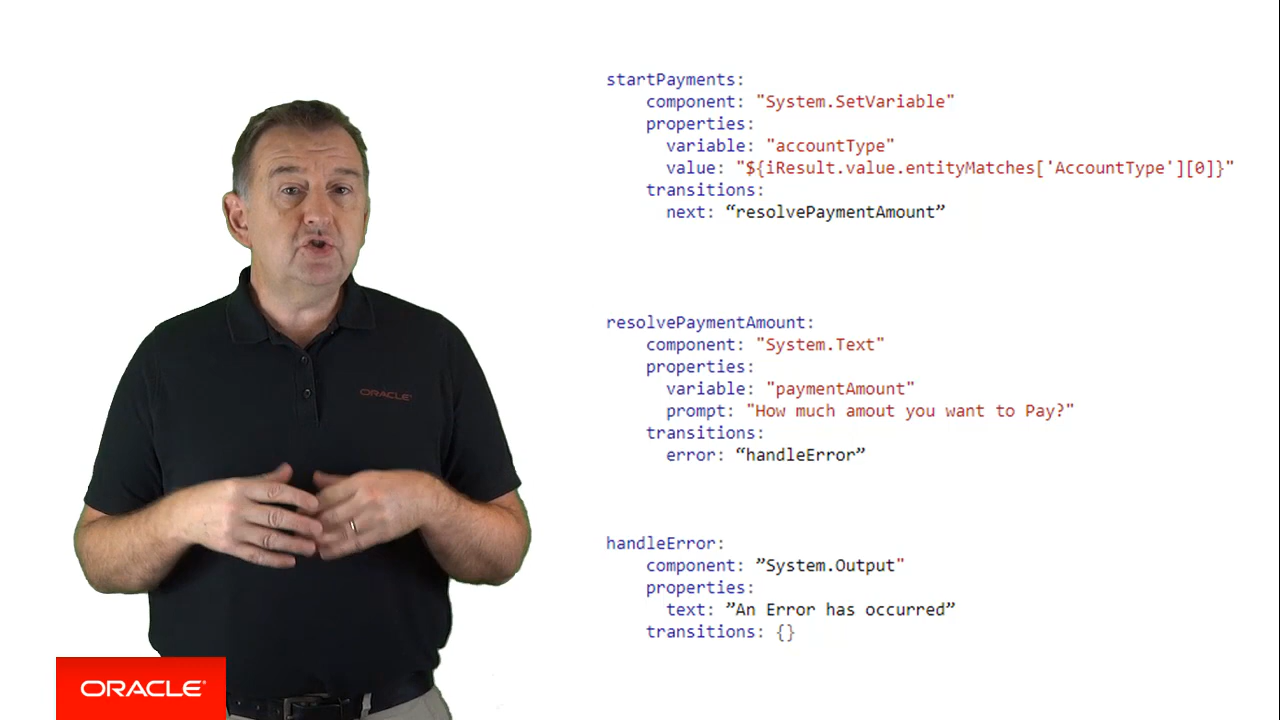 startPayments:
component: "System.SetVariable"
properties:
variable: "accountType"
value: "${iResult.value.entityMatches['AccountType'][0]}"
transitions:
next: “resolvePaymentAmount”
resolvePaymentAmount:
component: "System.Text"
properties:
variable: "paymentAmount"
prompt: "How much amout you want to Pay?"
transitions:
error: “handleError”
handleError:
component: ”System.Output"
properties:
text: ”An Error has occurred”
transitions: {}
ORACLE
ORACLE